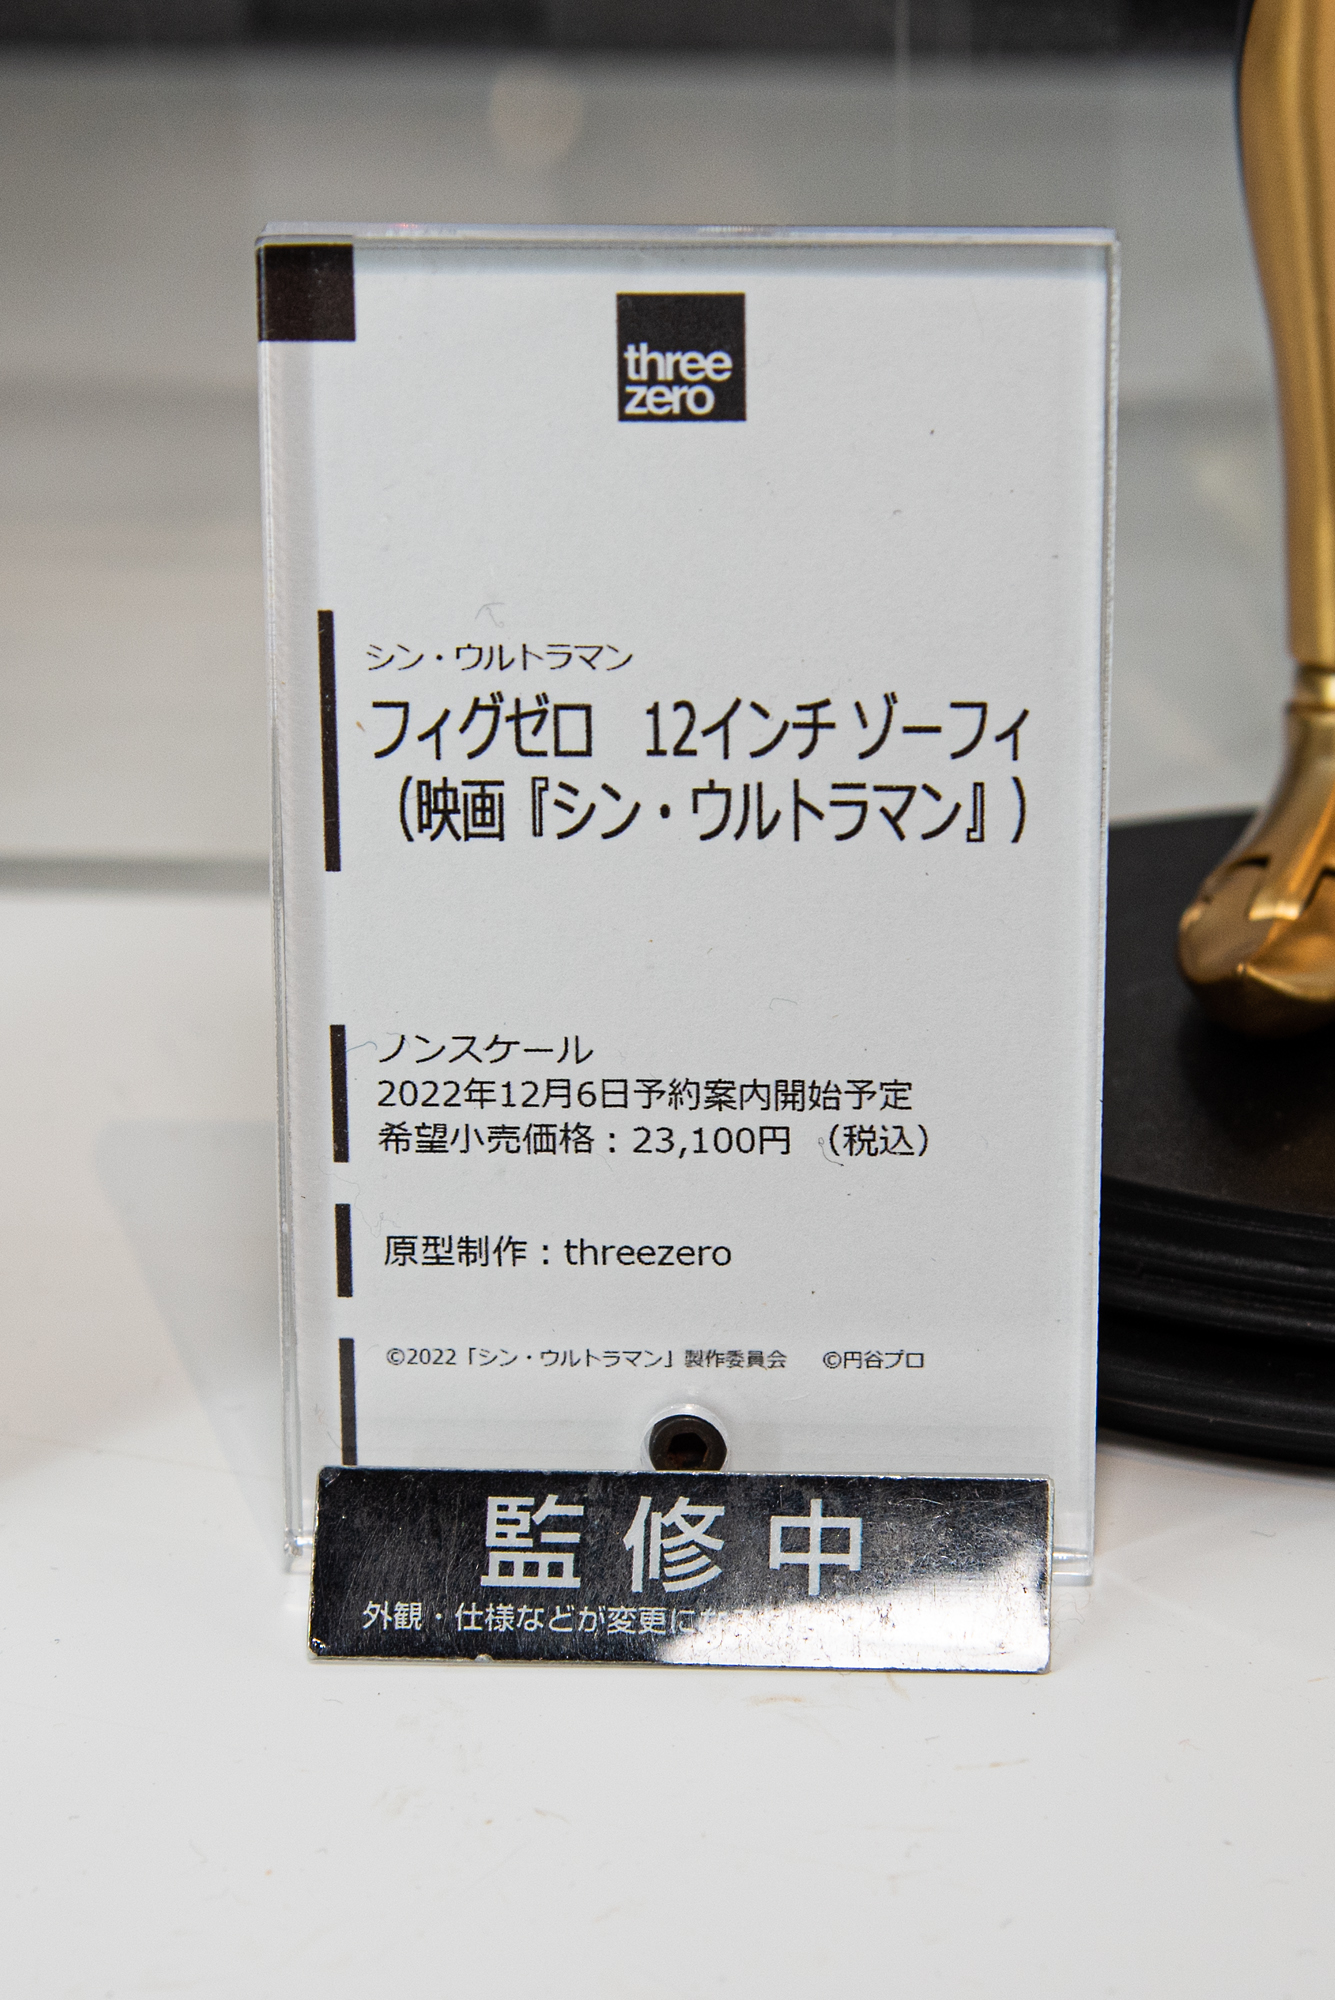 three
zero
シン・ウルトラマン
フィグゼロ　12インチ ゾーフィ
（映画『シン・ウルトラマン』）
ノンスケール
2022年12月6日予約案内開始予定
希望小売価格：23,100円 （税込）
原型制作：threezero
©2022「シン・ウルトラマン」製作委員会　©円谷プロ
監修中
外観・仕様などが変更にな